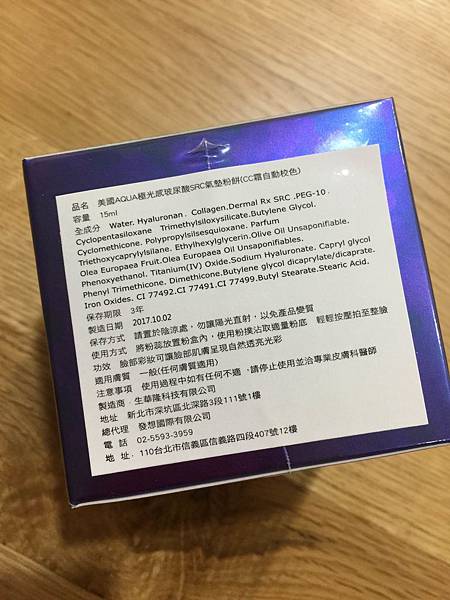 品名 美國AQUA極光感玻尿酸SRC氣墊粉餅(CC霜自動校色)
容量 15ml
全成分 Water. Hyaluronan. Collagen.Dermal Rx SRC .PEG-10 .
Cyclopentasiloxane Trimethylsiloxysilicate.Butylene Glycol.
Cyclomethicone. Polypropylsilsesquioxane. Parfum
Triethoxycaprylylsilane. Ethylhexylglycerin.Olive Oil Unsaponifiable.
Olea Europaea Fruit.Olea Europaea Oil Unsaponifiables.
Phenoxyethanol. Titanium(IV) Oxide.Sodium Hyaluronate. Capryl glycol
Phenyl Trimethicone. Dimethicone.Butylene glycol dicaprylate/dicaprate.
Iron Oxides. CI 77492.CI 77491.CI 77499.Butyl Stearate.Stearic Acid.
保存期限 3年
製造日期 2017.10.02
保存方式 請置於陰涼處，勿讓陽光直射，以免產品變質
使用方式 將粉蕊放置粉盒內，使用粉撲沾取適量粉底 輕輕按壓拍至整臉
功效 臉部彩妝可讓臉部肌膚呈現自然透亮光彩
適用膚質 一般(任何膚質適用)
注意事項 使用過程中如有任何不適 ,請停止使用並洽專業皮膚科醫師
製造商 . 生華隆科技有限公司
地址 新北市深坑區北深路3段111號1樓
總代理 發想國際有限公司
電 話 02-5593-3959
地 址 . 110台北市信義區信義路四段407號12樓